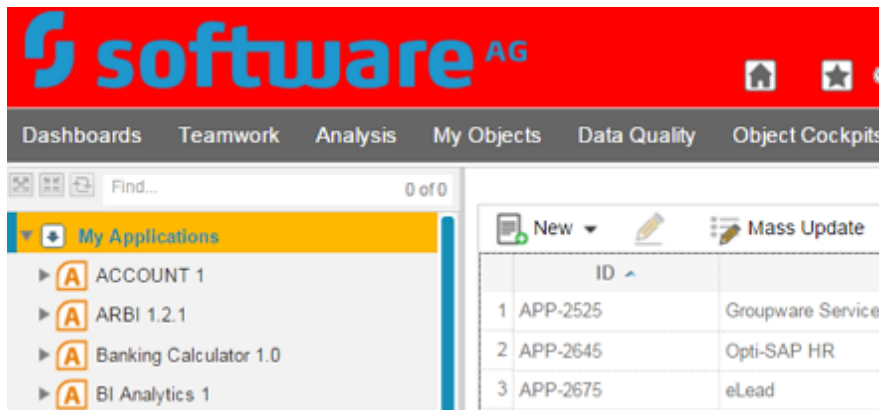 software AG
Dashboards Teamwork Analysis My Objects Data Quality Object Cockpits
Find... 0 of 0
My Applications
ACCOUNT 1
ARBI 1.2.1
Banking Calculator 1.0
BI Analytics 1
New Mass Update
ID
1 APP-2525 Groupware Service
2 APP-2645 Opti-SAP HR
3 APP-2675 eLead